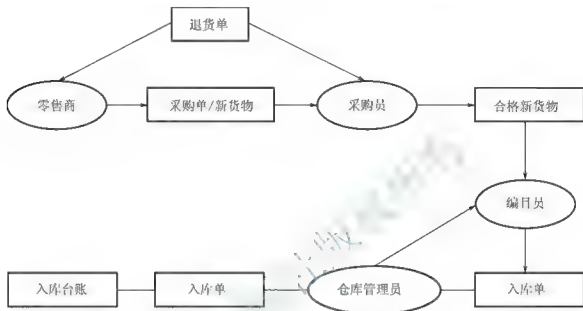 退货单
零售商
采购单/新货物
采购员
合格新货物
编目员
入库台账
入库单
仓库管理员
入库单